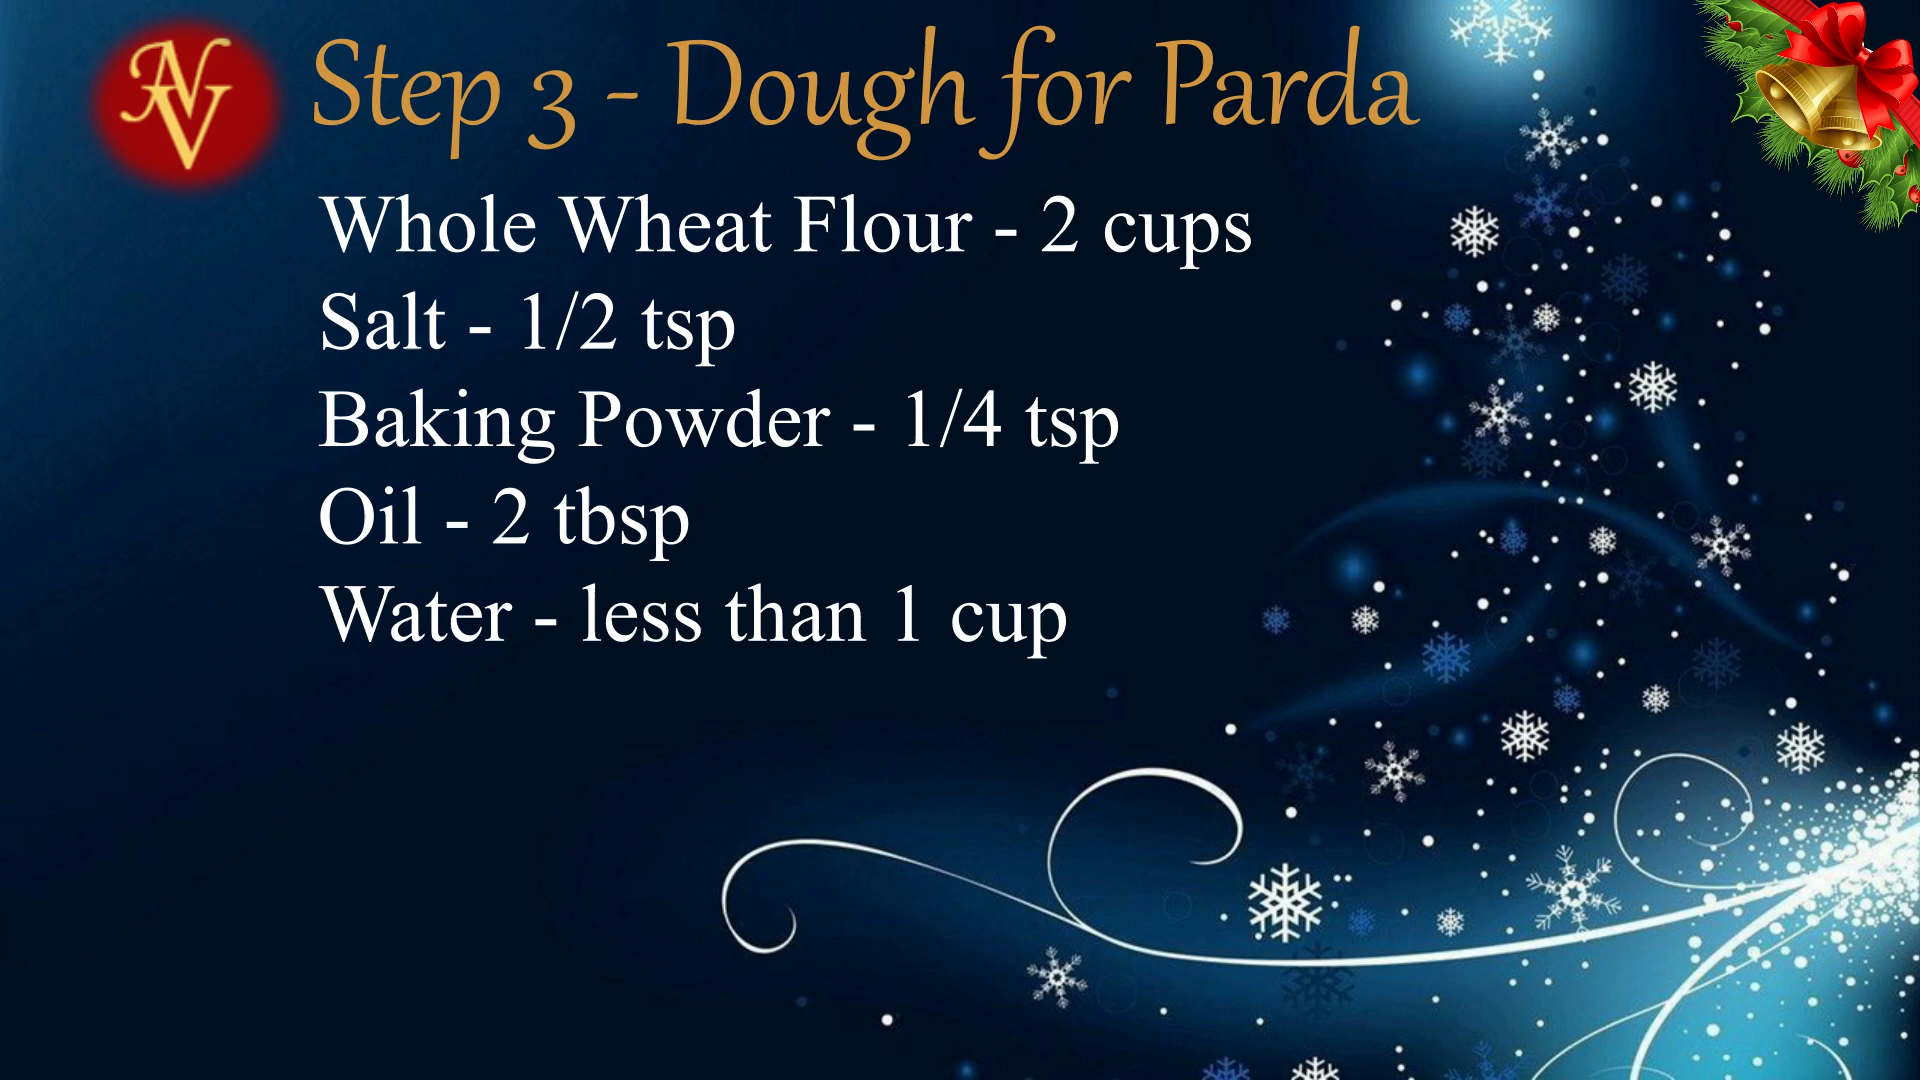 NV
Step 3 - Dough for Parda
Whole Wheat Flour - 2 cups
Salt - 1/2 tsp
Baking Powder - 1/4 tsp
Oil - 2 tbsp
Water - less than 1 cup